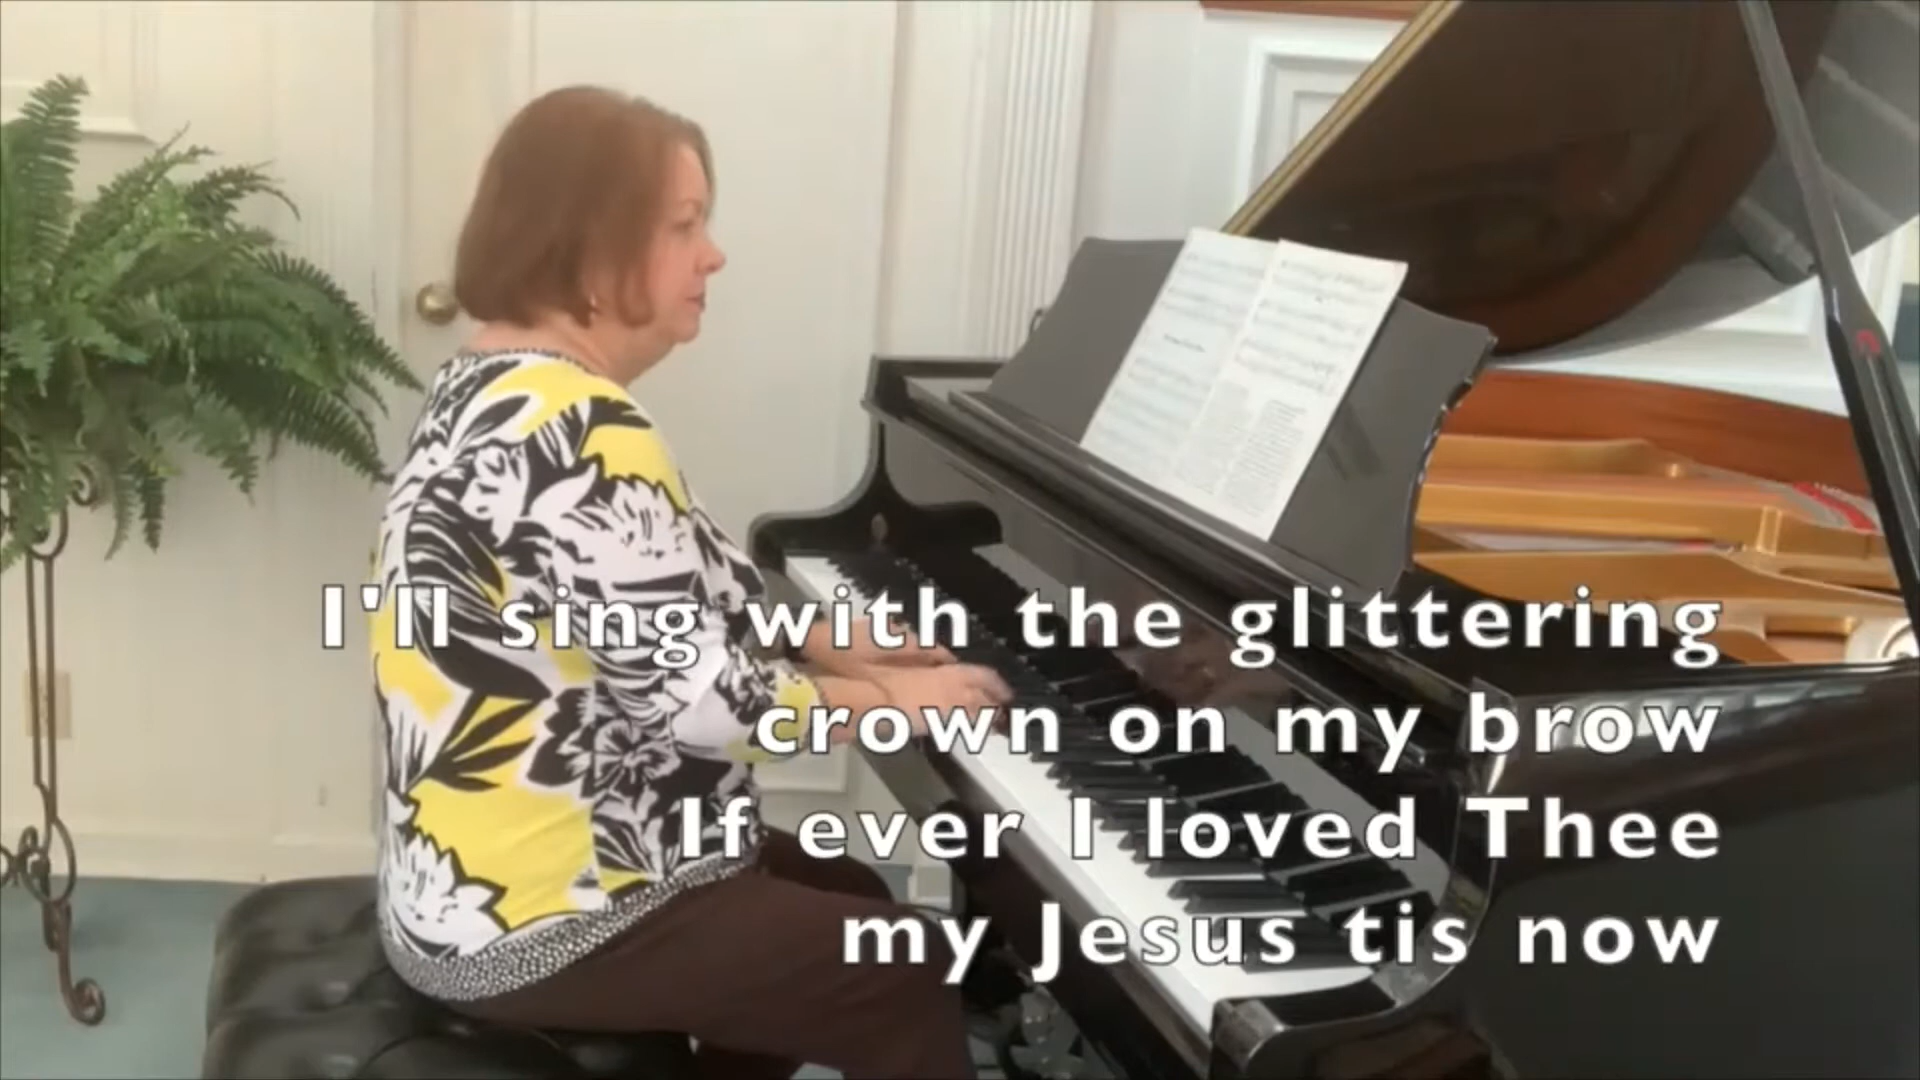 I'll sing with the glittering
crown on my brow
If ever I loved Thee
my Jesus tis now